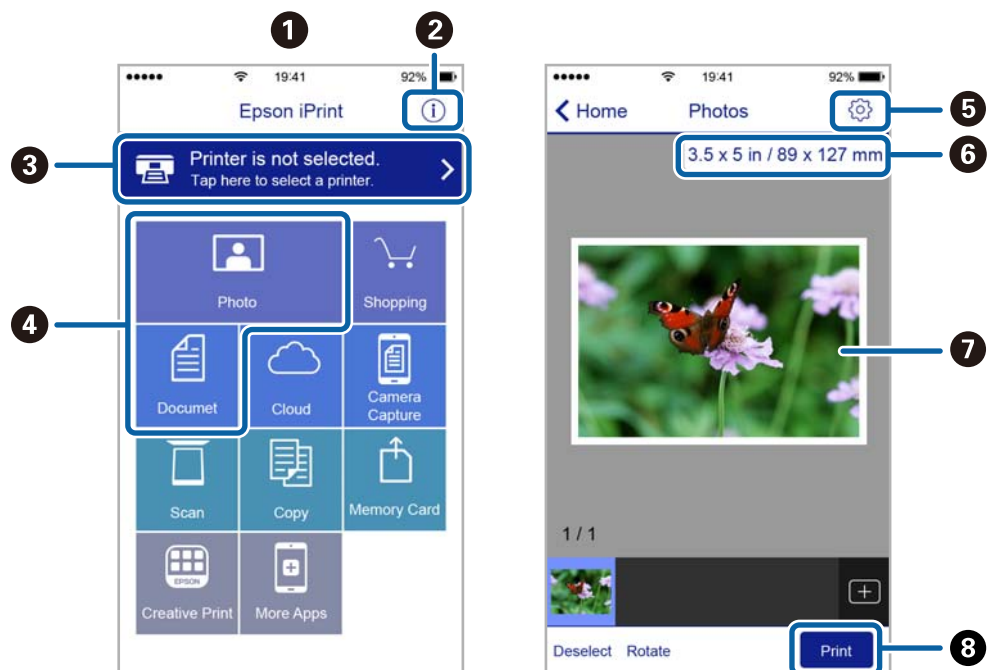 1
2
19:41
92%
Epson iPrint
3
Printer is not selected.
Tap here to select a printer.
4
Photo
Shopping
Documet
Cloud
Camera
Capture
Scan
Copy
Memory Card
EPSON
Creative Print
More Apps
19:41
92%
Home
Photos
5
3.5 x 5 in / 89 x 127 mm
6
7
1 / 1
Deselect
Rotate
Print
8